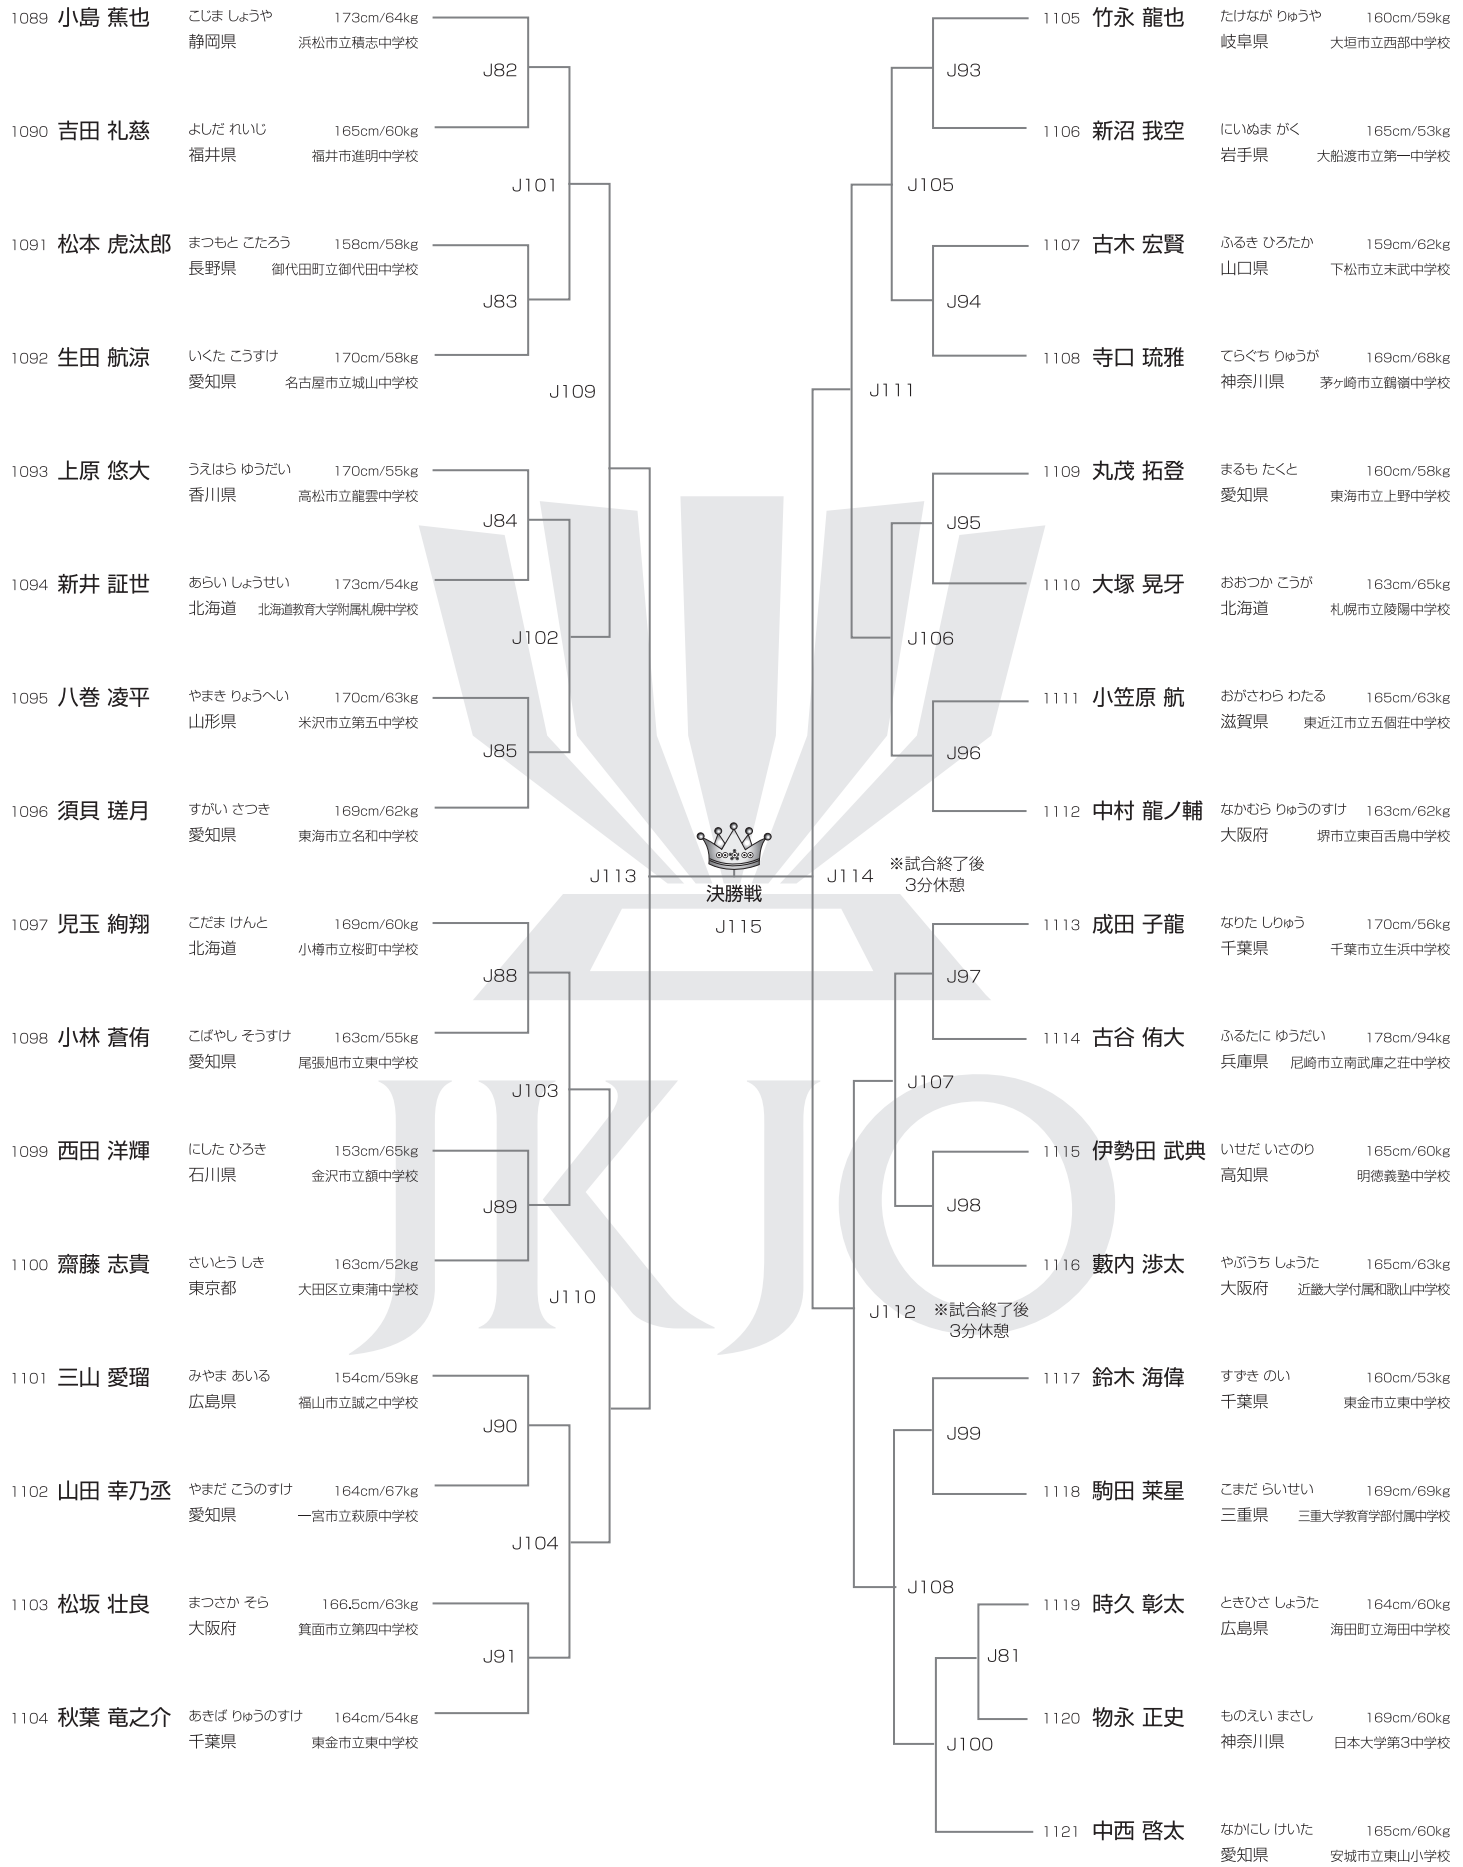 1089 小島 蕉也 こじま しょうや 173cm/64kg
静岡県 浜松市立積志中学校
J82
1090 吉田 礼慈 よしだ れいじ 165cm/60kg
福井県 福井市進明中学校
J101
1091 松本 虎汰郎 まつもと こたろう 158cm/58kg
長野県 御代田町立御代田中学校
J83
1092 生田 航涼 いくた こうすけ 170cm/58kg
愛知県 名古屋市立城山中学校
J109
1093 上原 悠大 うえはら ゆうだい 170cm/55kg
香川県 高松市立龍雲中学校
J84
1094 新井 証世 あらい しょうせい 173cm/54kg
北海道 北海道教育大学附属札幌中学校
J102
1095 八巻 凌平 やまき りょうへい 170cm/63kg
山形県 米沢市立第五中学校
J85
1096 須貝 瑳月 すがい さつき 169cm/62kg
愛知県 東海市立名和中学校
J113
1097 児玉 絢翔 こだま けんと 169cm/60kg
北海道 小樽市立桜町中学校
J88
1098 小林 蒼侑 こばやし そうすけ 163cm/55kg
愛知県 尾張旭市立東中学校
J103
1099 西田 洋輝 にした ひろき 153cm/65kg
石川県 金沢市立額中学校
J89
1100 齋藤 志貴 さいとう しき 163cm/52kg
東京都 大田区立東蒲中学校
J110
1101 三山 愛瑠 みやま あいる 154cm/59kg
広島県 福山市立誠之中学校
J90
1102 山田 幸乃丞 やまだ こうのすけ 164cm/67kg
愛知県 一宮市立萩原中学校
J104
1103 松坂 壮良 まつさか そら 166.5cm/63kg
大阪府 箕面市立第四中学校
J91
1104 秋葉 竜之介 あきば りゅうのすけ 164cm/54kg
千葉県 東金市立東中学校
決勝戦
J115
JKJO
1105 竹永 龍也 たけなが りゅうや 160cm/59kg
岐阜県 大垣市立西部中学校
J93
1106 新沼 我空 にいぬま がく 165cm/53kg
岩手県 大船渡市立第一中学校
J105
1107 古木 宏賢 ふるき ひろたか 159cm/62kg
山口県 下松市立末武中学校
J94
1108 寺口 琉雅 てらぐち りゅうが 169cm/68kg
神奈川県 茅ヶ崎市立鶴嶺中学校
J111
1109 丸茂 拓登 まるも たくと 160cm/58kg
愛知県 東海市立上野中学校
J95
1110 大塚 晃牙 おおつか こうが 163cm/65kg
北海道 札幌市立陵陽中学校
J106
1111 小笠原 航 おがさわら わたる 165cm/63kg
滋賀県 東近江市立五個荘中学校
J96
1112 中村 龍ノ輔 なかむら りゅうのすけ 163cm/62kg
大阪府 堺市立東百舌鳥中学校
J114 ※試合終了後
3分休憩
1113 成田 子龍 なりた しりゅう 170cm/56kg
千葉県 千葉市立生浜中学校
J97
1114 古谷 侑大 ふるたに ゆうだい 178cm/94kg
兵庫県 尼崎市立南武庫之荘中学校
J107
1115 伊勢田 武典 いせだ いさのり 165cm/60kg
高知県 明徳義塾中学校
J98
1116 藪内 渉太 やぶうち しょうた 165cm/63kg
大阪府 近畿大学付属和歌山中学校
J112 ※試合終了後
3分休憩
1117 鈴木 海偉 すずき のい 160cm/53kg
千葉県 東金市立東中学校
J99
1118 駒田 莱星 こまだ らいせい 169cm/69kg
三重県 三重大学教育学部付属中学校
J108
1119 時久 彰太 ときひさ しょうた 164cm/60kg
広島県 海田町立海田中学校
J81
1120 物永 正史 ものえい まさし 169cm/60kg
神奈川県 日本大学第3中学校
J100
1121 中西 啓太 なかにし けいた 165cm/60kg
愛知県 安城市立東山小学校